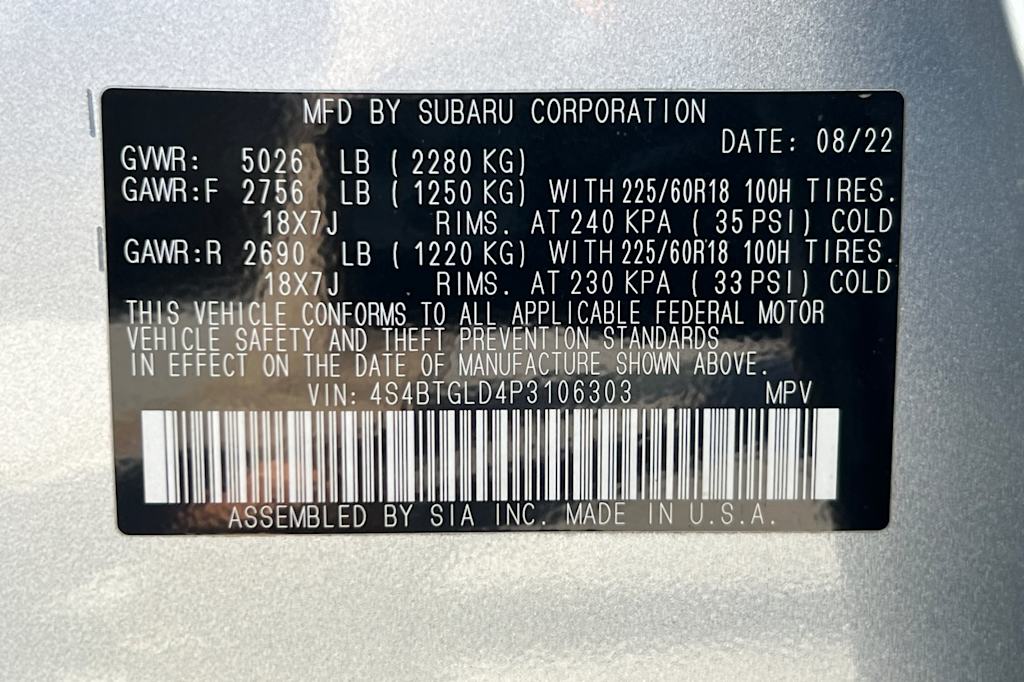 MFD BY SUBARU CORPORATION
DATE: 08/22
GVWR: 5026 LB ( 2280 KG)
GAWR:F 2756 LB ( 1250 KG) WITH 225/60R18 100H TIRES.
18X7J RIMS. AT 240 KPA ( 35 PSI) COLD
GAWR:R 2690 LB ( 1220 KG) WITH 225/60R18 100H TIRES.
18X7J RIMS. AT 230 KPA ( 33 PSI) COLD
THIS VEHICLE CONFORMS TO ALL APPLICABLE FEDERAL MOTOR
VEHICLE SAFETY AND THEFT PREVENTION STANDARDS
IN EFFECT ON THE DATE OF MANUFACTURE SHOWN ABOVE.
VIN: 4S4BTGLD4P3106303 MPV
ASSEMBLED BY SIA INC. MADE IN U.S.A.